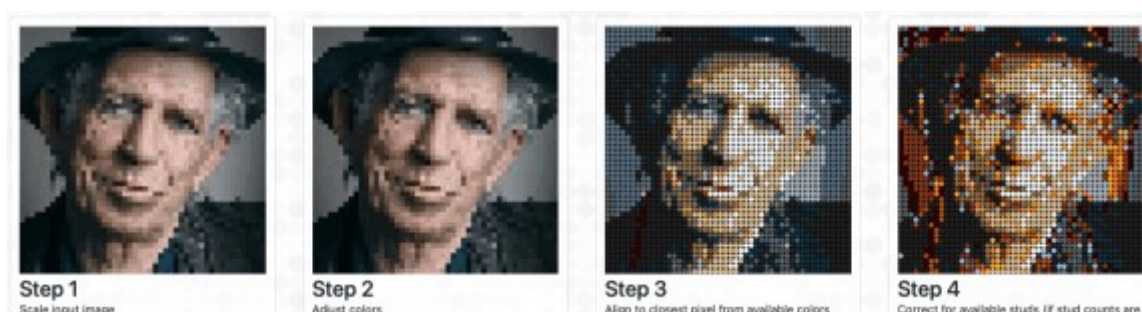 Step 1
Scale input image
Step 2
Adjust colors
Step 3
Align to closest pixel from available colors
Step 4
Correct for available studs (if stud counts are